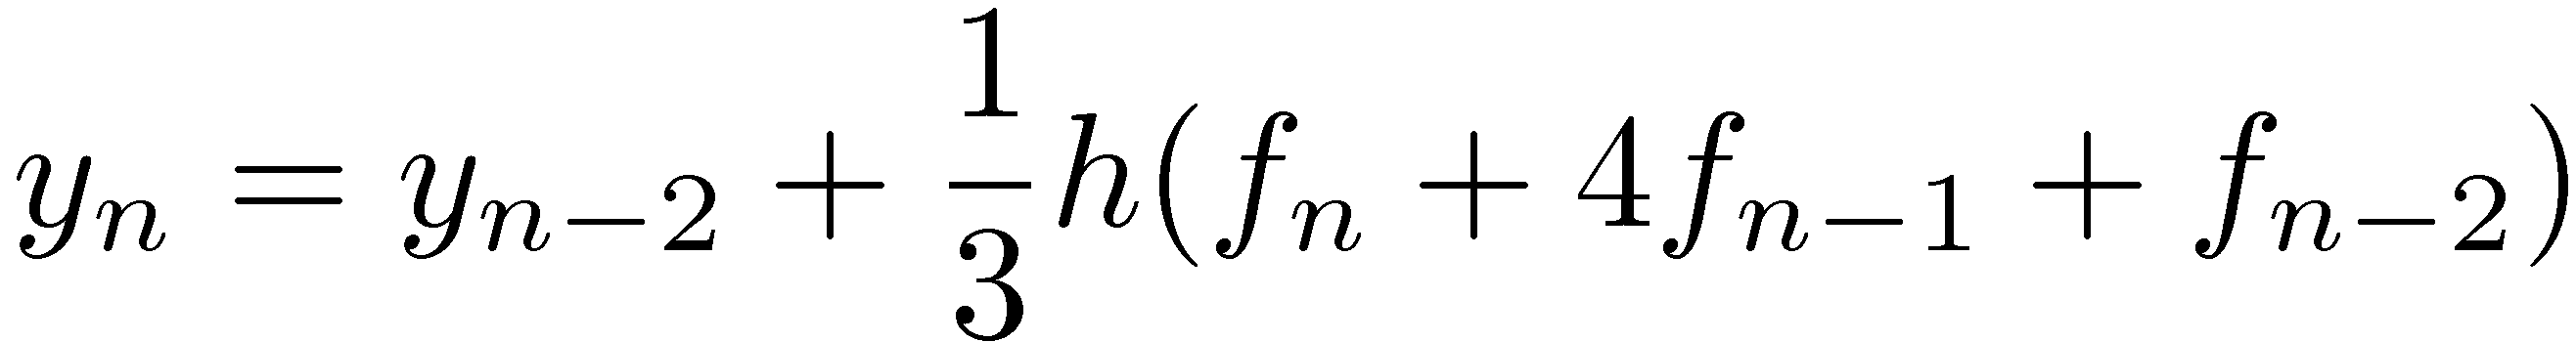 $y_n = y_{n-2} + \frac{1}{3}h(f_n + 4f_{n-1} + f_{n-2})$